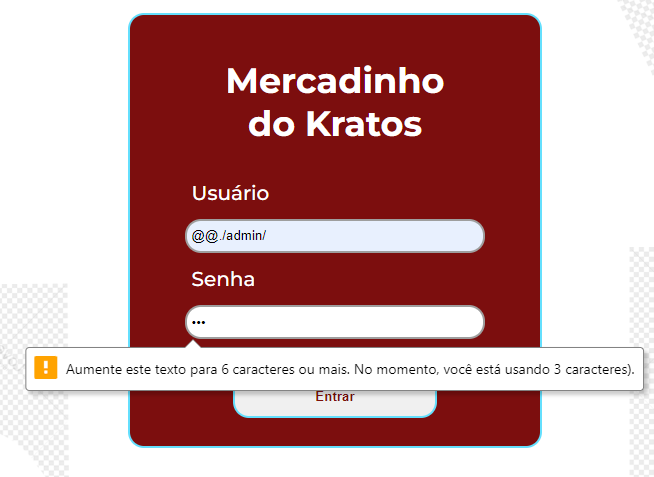 Mercadinho
do Kratos
Usuário
@@./admin/
Senha
•••
Aumente este texto para 6 caracteres ou mais. No momento, você está usando 3 caracteres).
Entrar